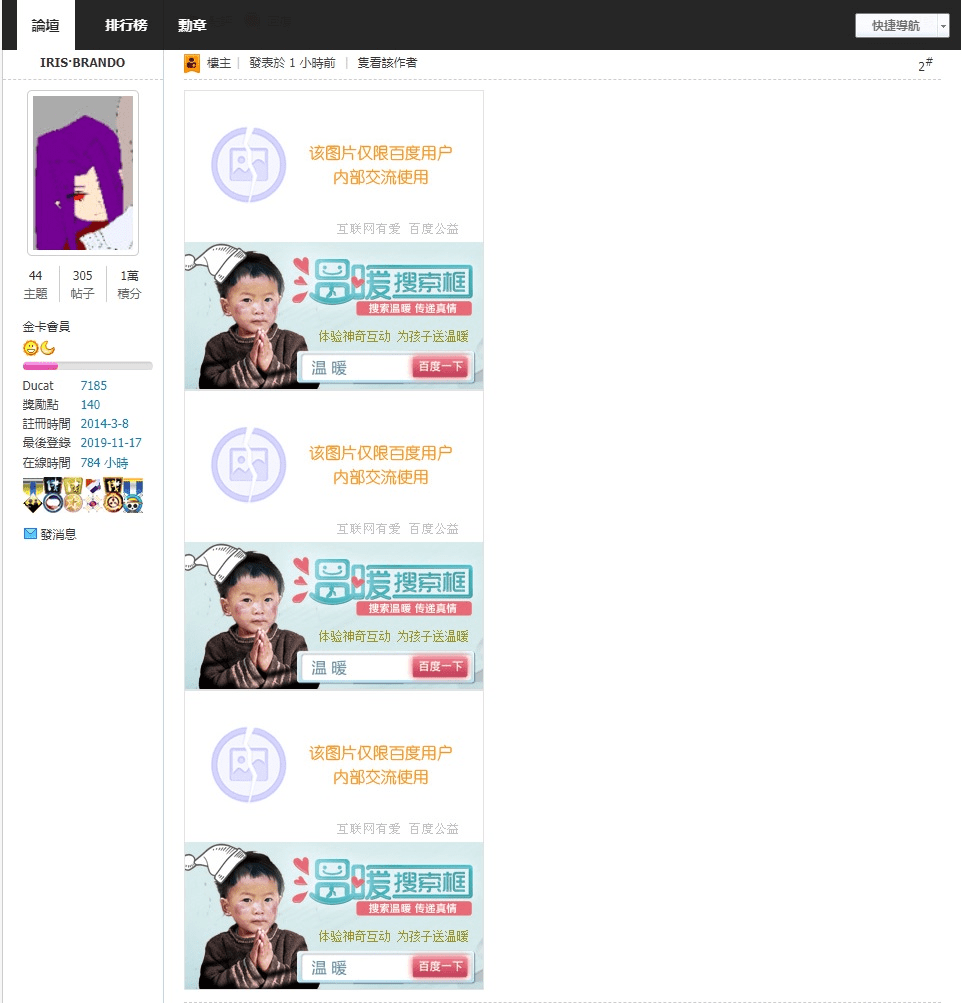 論壇
排行榜
勳章
快捷導航
IRIS·BRANDO
樓主 | 發表於 1 小時前 | 隻看該作者
2#
44 305 1萬
主題 帖子 積分
金卡會員
Ducat 7185
獎勵點 140
註冊時間 2014-3-8
最後登錄 2019-11-17
在線時間 784 小時
發消息
该图片仅限百度用户
内部交流使用
互联网有爱 百度公益
温暖搜索框
搜索温暖 传递真情
体验神奇互动 为孩子送温暖
温 暖 百度一下
该图片仅限百度用户
内部交流使用
互联网有爱 百度公益
温暖搜索框
搜索温暖 传递真情
体验神奇互动 为孩子送温暖
温 暖 百度一下
该图片仅限百度用户
内部交流使用
互联网有爱 百度公益
温暖搜索框
搜索温暖 传递真情
体验神奇互动 为孩子送温暖
温 暖 百度一下